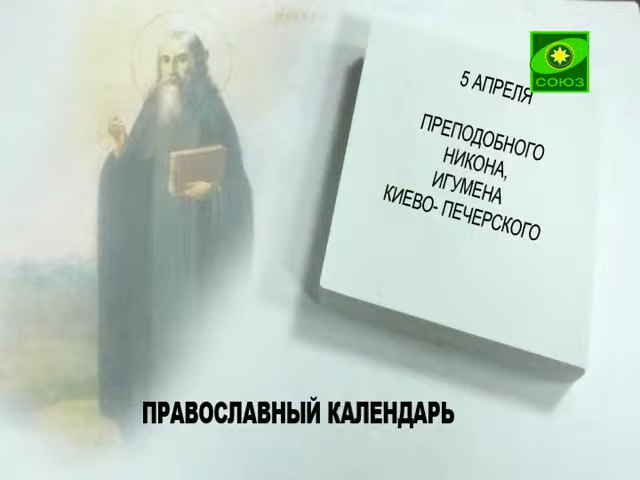 СОЮЗ
5 АПРЕЛЯ
ПРЕПОДОБНОГО
НИКОНА,
ИГУМЕНА
КИЕВО- ПЕЧЕРСКОГО
ПРАВОСЛАВНЫЙ КАЛЕНДАРЬ